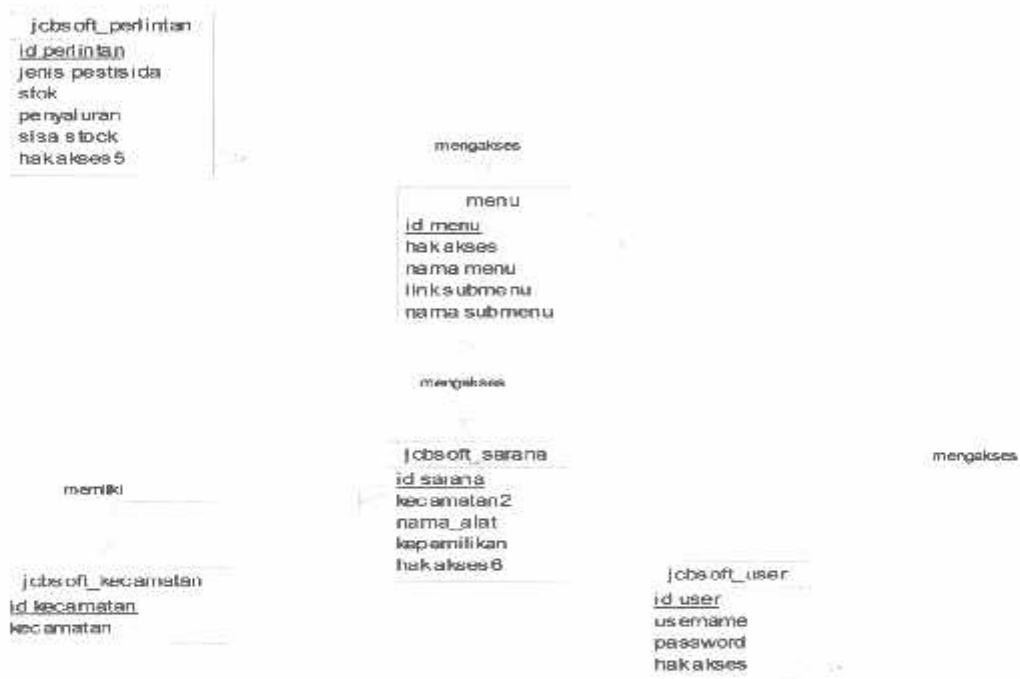 jcbsoft_perlintan
id perlintan
jenis pestisida
stok
penyaluran
sisa stock
hakakses5
mengakses
menu
id menu
hakakses
nama menu
linksubmenu
nama submenu
mengakses
jcbsoft_sarana
id sarana
kecamatan2
nama_alat
kepemilikan
hakakses6
mengakses
memiliki
jcbsoft_kecamatan
id kecamatan
kecamatan
jcbsoft_user
id user
username
password
hakakses